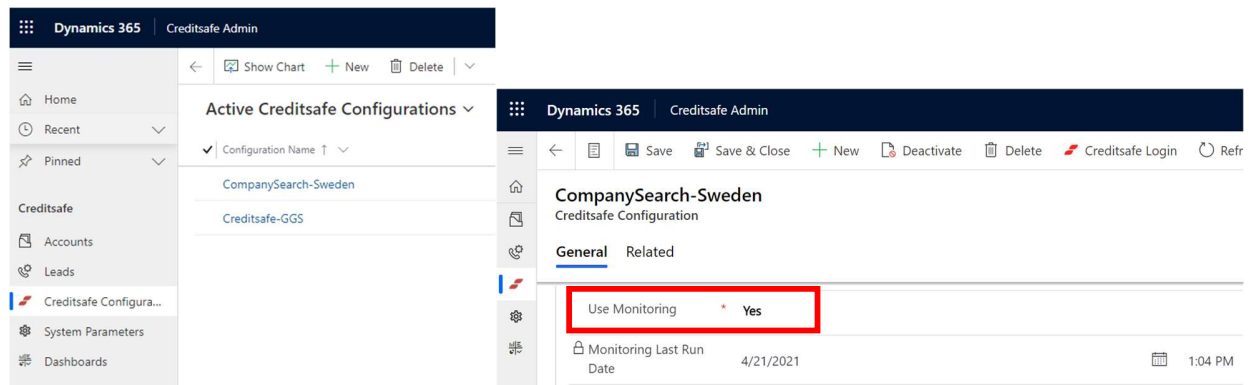 Dynamics 365 Creditsafe Admin
Show Chart New Delete
Home
Recent
Pinned
Creditsafe
Accounts
Leads
Creditsafe Configura...
System Parameters
Dashboards
Active Creditsafe Configurations
Configuration Name ↑
CompanySearch-Sweden
Creditsafe-GGS
Dynamics 365 Creditsafe Admin
Save Save & Close New Deactivate Delete Creditsafe Login Refr
CompanySearch-Sweden
Creditsafe Configuration
General Related
Use Monitoring * Yes
Monitoring Last Run
Date
4/21/2021 1:04 PM